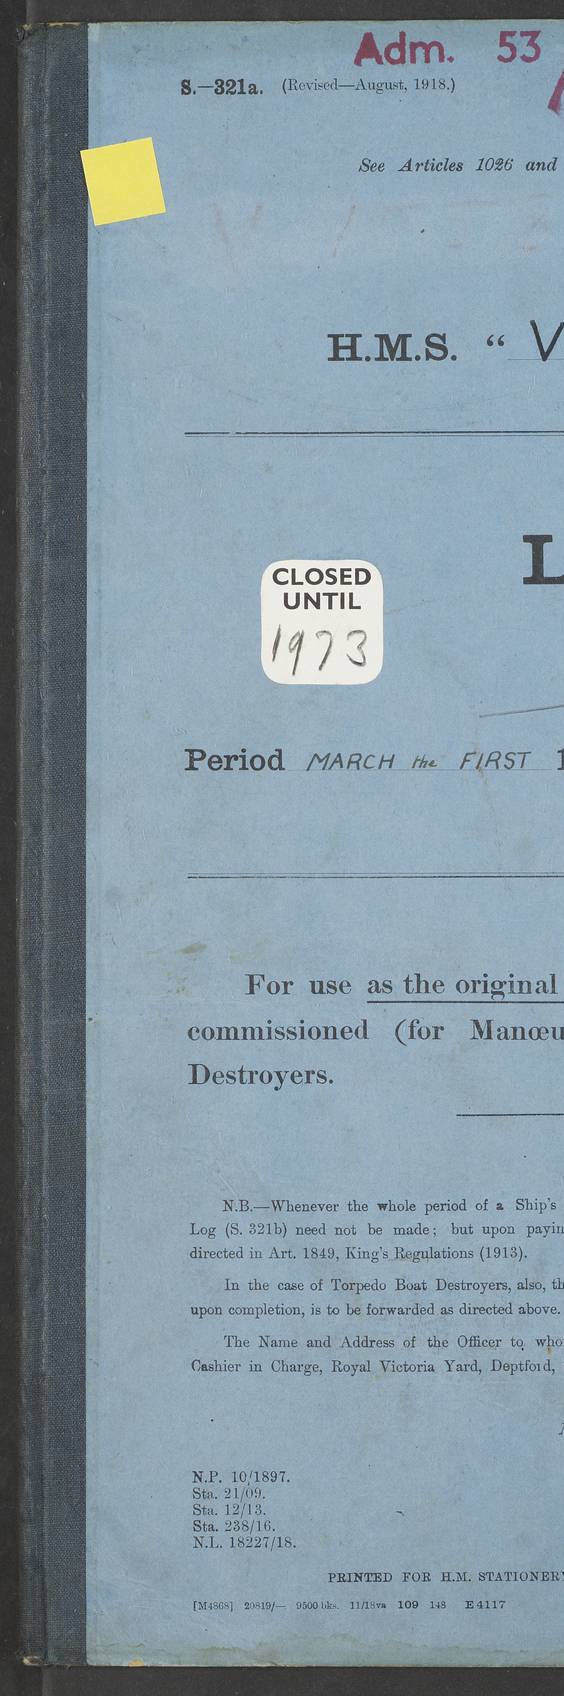 Adm. 53
S.—321a. (Revised—August, 1918.)
See Articles 1026 and
H.M.S. " V
L
CLOSED
UNTIL
1973
Period MARCH the FIRST 1
For use as the original
commissioned (for Manœu
Destroyers.
N.B.—Whenever the whole period of a Ship's
Log (S. 321b) need not be made; but upon payin
directed in Art. 1849, King's Regulations (1913).
In the case of Torpedo Boat Destroyers, also, th
upon completion, is to be forwarded as directed above.
The Name and Address of the Officer to who
Cashier in Charge, Royal Victoria Yard, Deptford,
N.P. 10/1897.
Sta. 21/09.
Sta. 12/13.
Sta. 238/16.
N.L. 18227/18.
PRINTED FOR H.M. STATIONERY
[M4868] 20819/— 9500 bks. 11/18va 109 148 E 4117